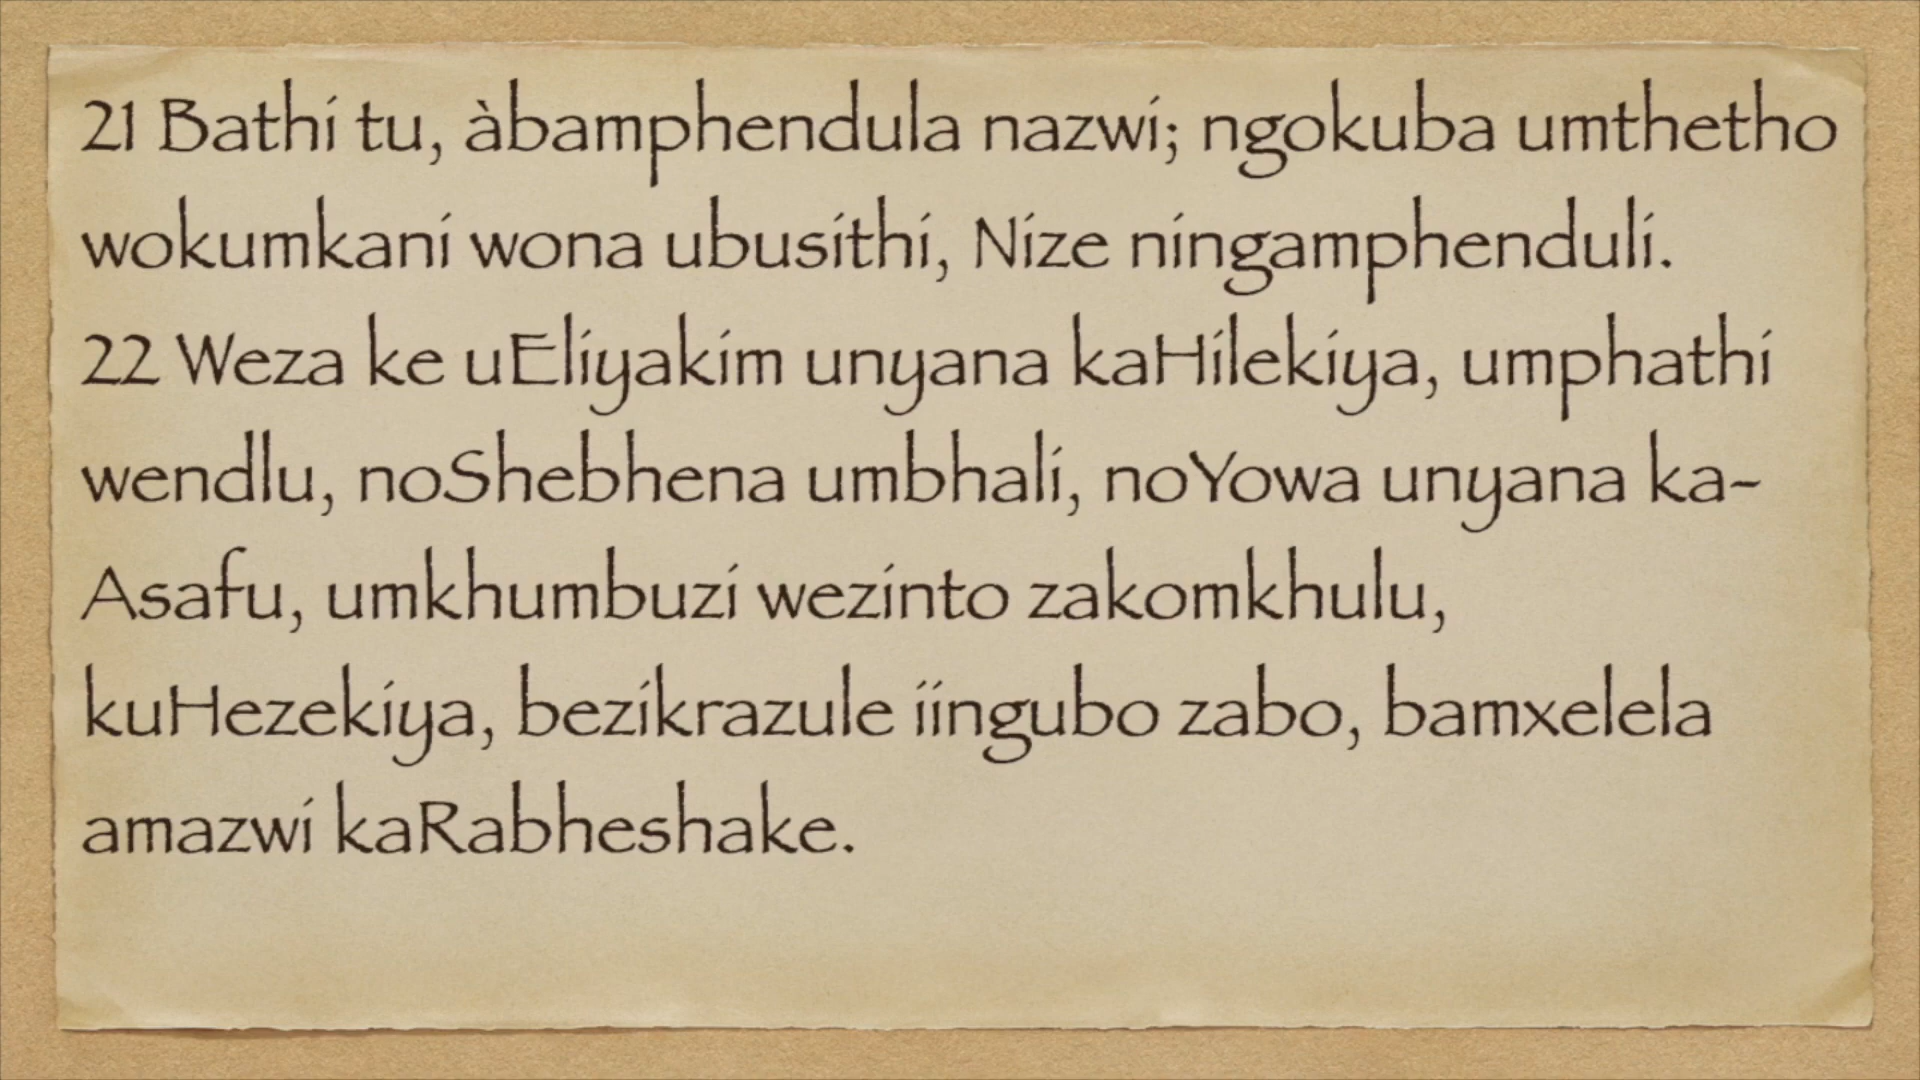 21 Bathi tu, àbamphendula nazwi; ngokuba umthetho
wokumkani wona ubusithi, Nize ningamphenduli.
22 Weza ke uEliyakim unyana kaHilekiya, umphathi
wendlu, noShebhena umbhali, noYowa unyana ka-
Asafu, umkhumbuzi wezinto zakomkhulu,
kuHezekiya, bezikrazule iingubo zabo, bamxelela
amazwi kaRabheshake.